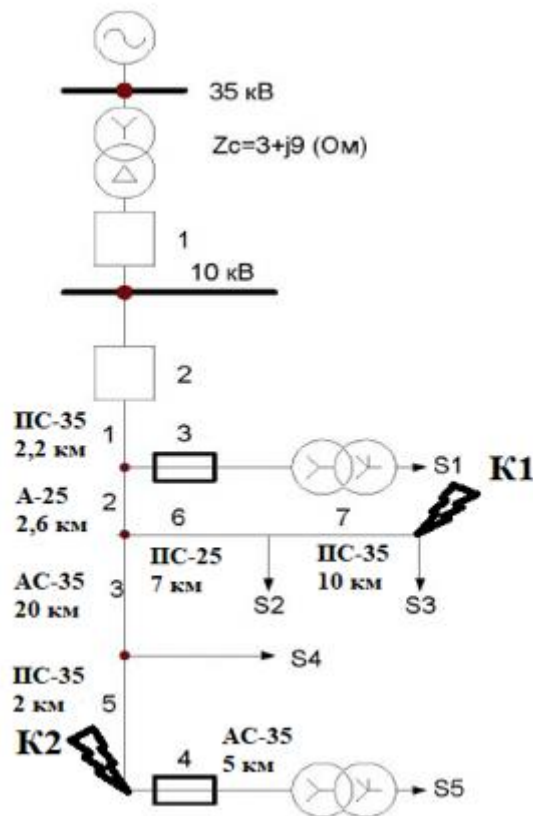 35 кВ
Zc=3+j9 (Ом)
1
10 кВ
2
ПС-35
2,2 км
1
3
S1
К1
А-25
2,6 км
2
6
7
ПС-25
7 км
ПС-35
10 км
АС-35
20 км
3
S2
S3
S4
ПС-35
2 км
5
К2
4
АС-35
5 км
S5